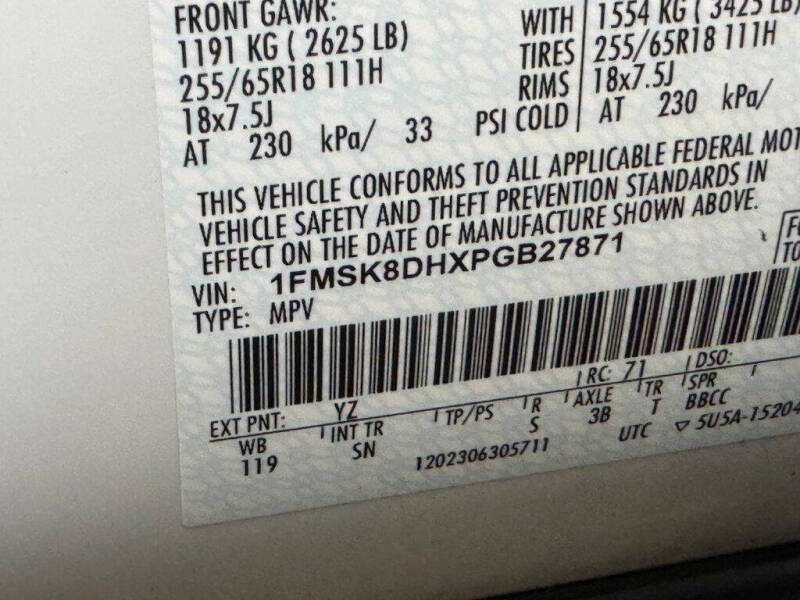 FRONT GAWR:
1191 KG ( 2625 LB)
255/65R18 111H
18x7.5J
AT 230 kPa/ 33 PSI COLD
WITH
TIRES
RIMS
1554 KG ( 3425 LB)
255/65R18 111H
18x7.5J
AT 230 kPa/
THIS VEHICLE CONFORMS TO ALL APPLICABLE FEDERAL MOT
VEHICLE SAFETY AND THEFT PREVENTION STANDARDS IN
EFFECT ON THE DATE OF MANUFACTURE SHOWN ABOVE.
VIN: 1FMSK8DHXPGB27871
TYPE: MPV
EXT PNT: YZ RC: 71 DSO:
WB INT TR TP/PS R AXLE TR SPR
119 SN S 3B T BBCC
1202306305711 UTC ▽ 5U5A-15204